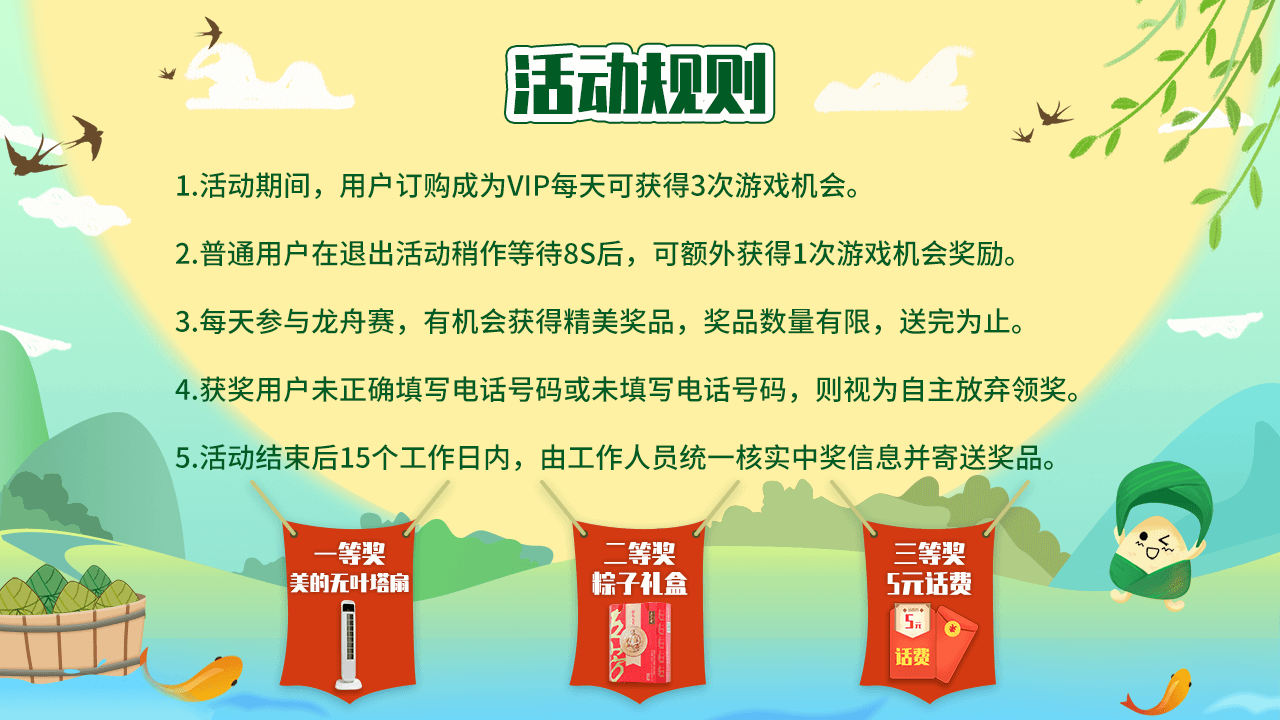 活动规则
1.活动期间，用户订购成为VIP每天可获得3次游戏机会。
2.普通用户在退出活动稍作等待8S后，可额外获得1次游戏机会奖励。
3.每天参与龙舟赛，有机会获得精美奖品，奖品数量有限，送完为止。
4.获奖用户未正确填写电话号码或未填写电话号码，则视为自主放弃领奖。
5.活动结束后15个工作日内，由工作人员统一核实中奖信息并寄送奖品。
一等奖
美的无叶塔扇
二等奖
粽子礼盒
三等奖
5元话费
5元
话费